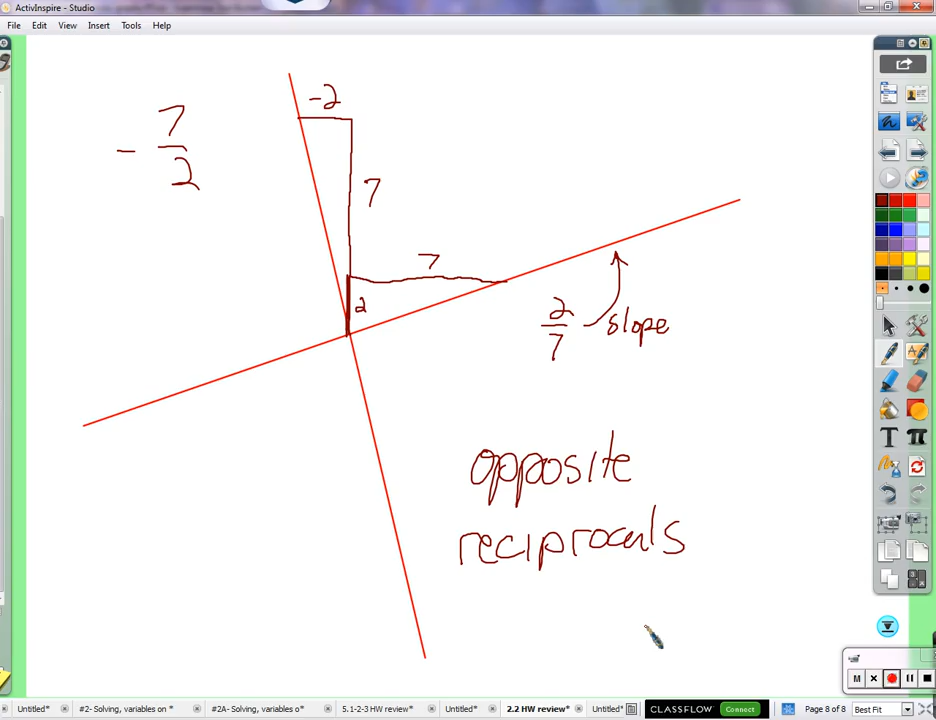 ActivInspire - Studio
File Edit View Insert Tools Help
-2
- 7/2
7
7
2
2/7 slope
opposite
reciprocals
M
Untitled* #2- Solving, variables on * #2A- Solving, variables o* 5.1-2-3 HW review* Untitled* 2.2 HW review* Untitled* CLASSFLOW Connect Page 8 of 8 Best Fit